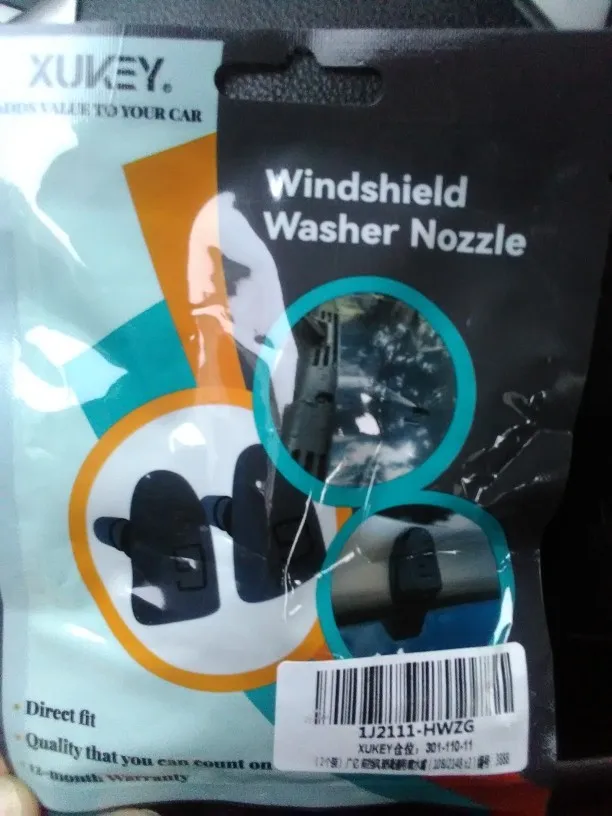 XUKEY®
ADDS VALUE TO YOUR CAR
Windshield
Washer Nozzle
Direct fit
Quality that you can count on
12-month Warranty
1J2111-HWZG
XUKEY仓位: 301-110-11